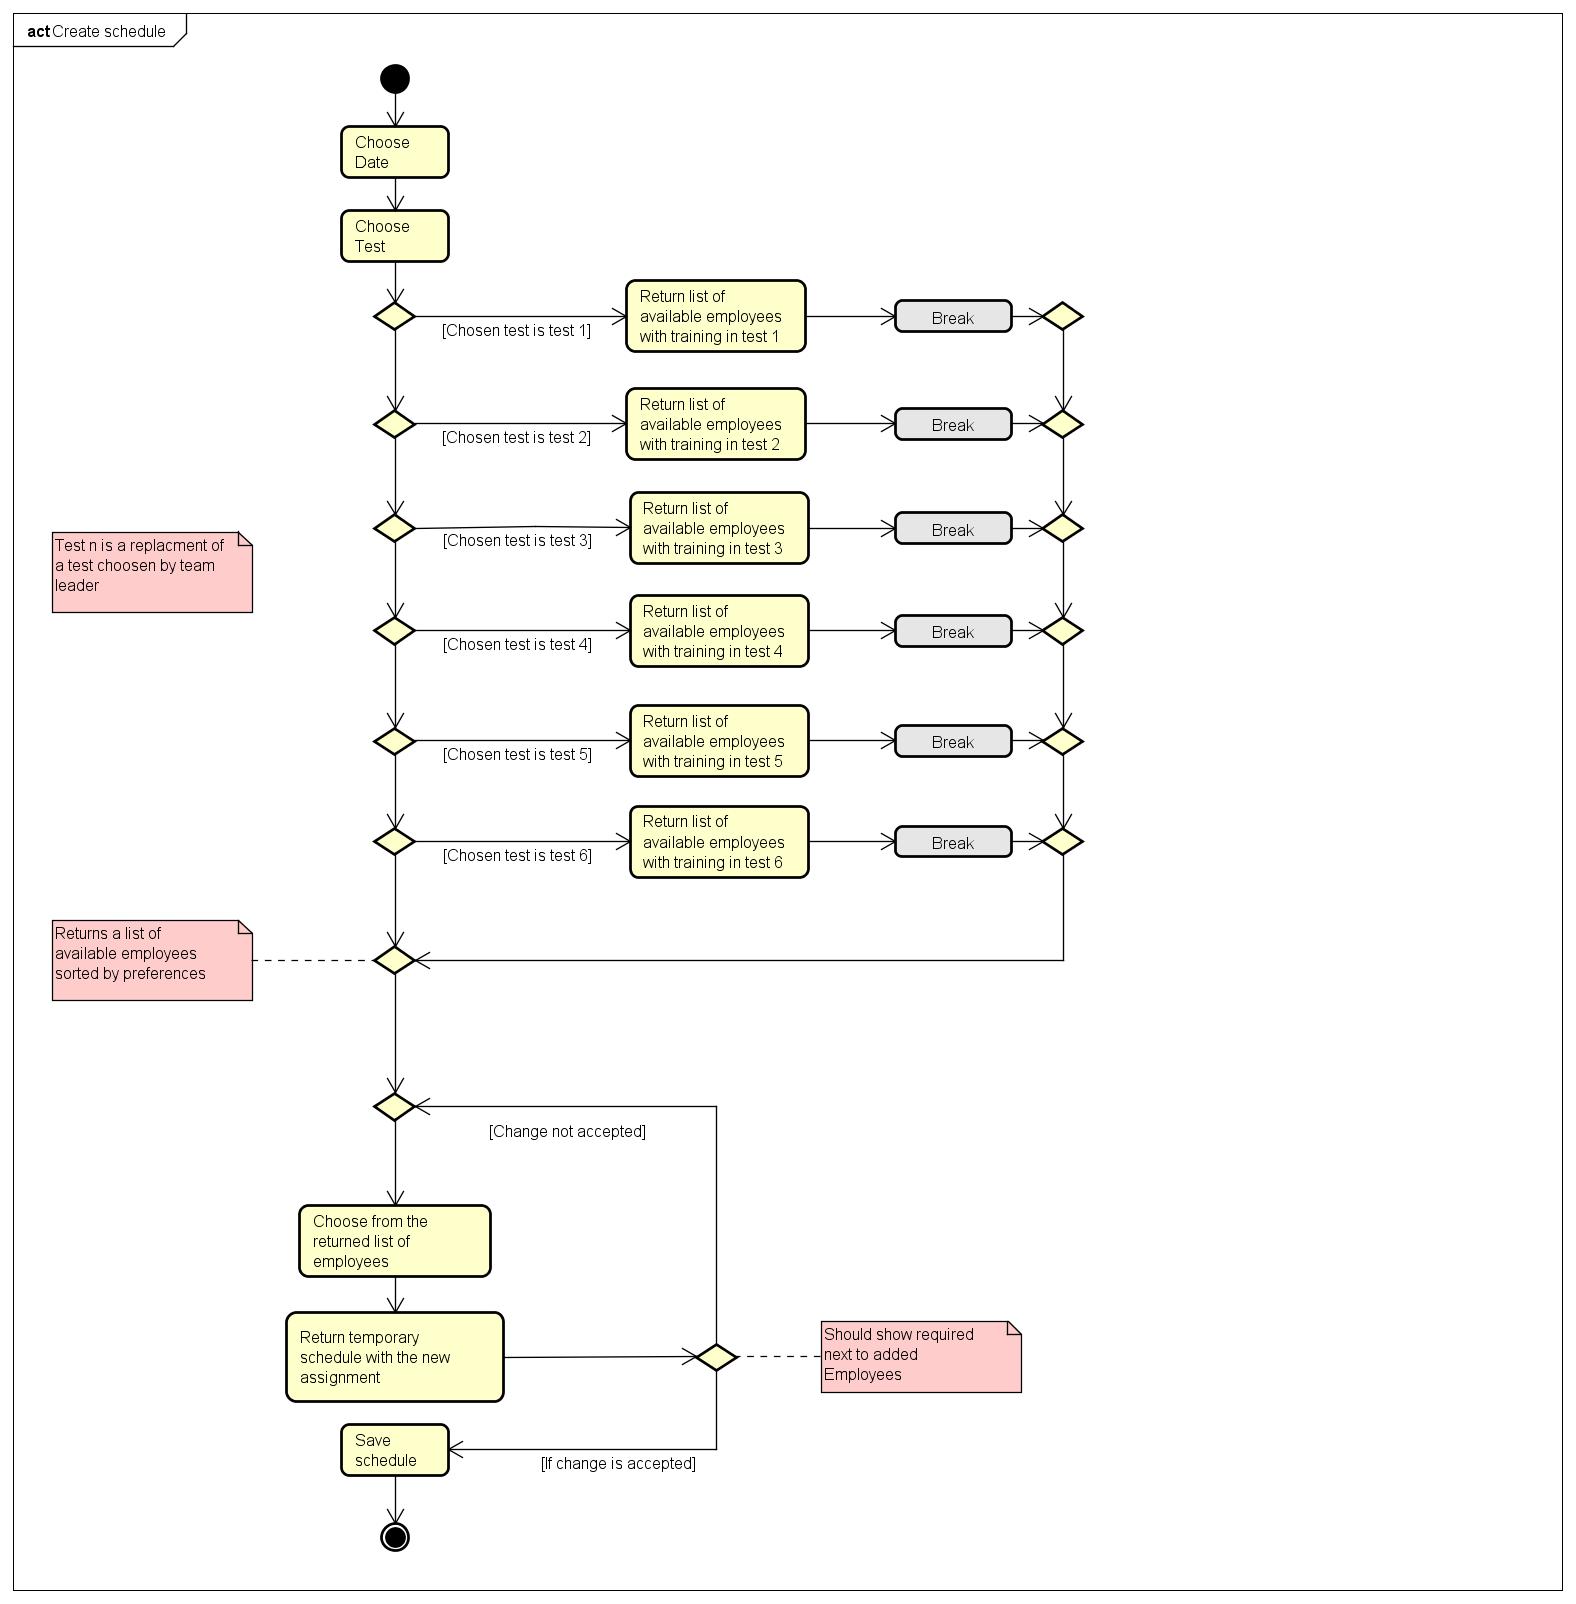 act Create schedule
Choose
Date
Choose
Test
[Chosen test is test 1]
Return list of
available employees
with training in test 1
Break
[Chosen test is test 2]
Return list of
available employees
with training in test 2
Break
[Chosen test is test 3]
Return list of
available employees
with training in test 3
Break
Test n is a replacment of
a test choosen by team
leader
[Chosen test is test 4]
Return list of
available employees
with training in test 4
Break
[Chosen test is test 5]
Return list of
available employees
with training in test 5
Break
[Chosen test is test 6]
Return list of
available employees
with training in test 6
Break
Returns a list of
available employees
sorted by preferences
[Change not accepted]
Choose from the
returned list of
employees
Return temporary
schedule with the new
assignment
Should show required
next to added
Employees
Save
schedule
[If change is accepted]